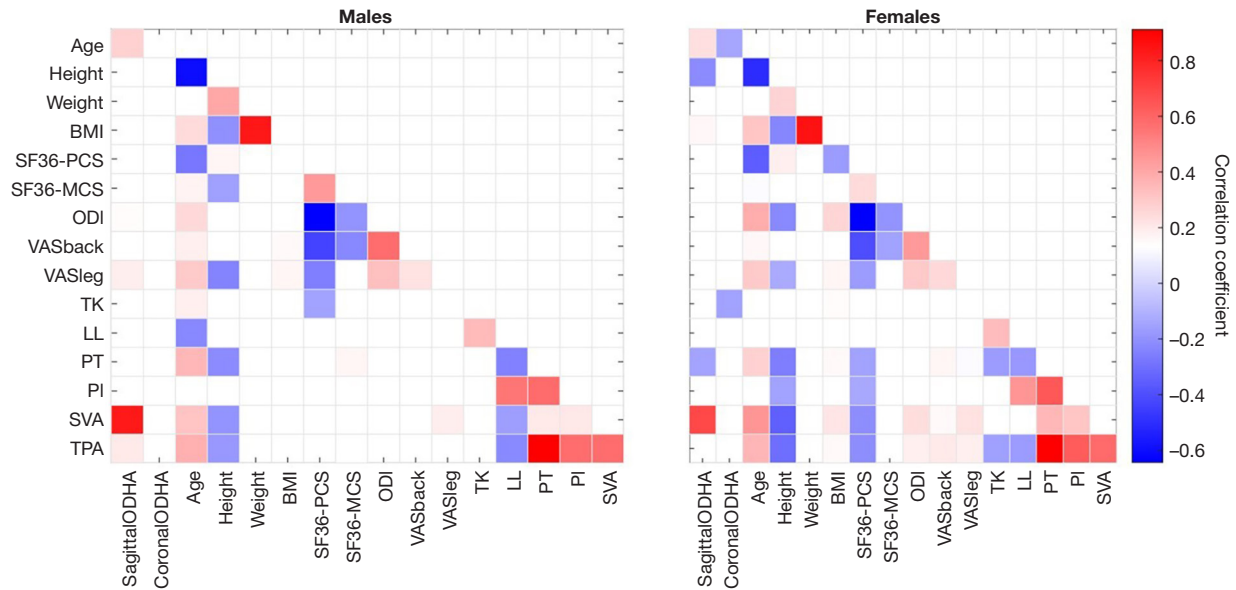 Males
Females
Age
Height
Weight
BMI
SF36-PCS
SF36-MCS
ODI
VASback
VASleg
TK
LL
PT
PI
SVA
TPA
SagittalODHA
CoronalODHA
Age
Height
Weight
BMI
SF36-PCS
SF36-MCS
ODI
VASback
VASleg
TK
LL
PT
PI
SVA
SagittalODHA
CoronalODHA
Age
Height
Weight
BMI
SF36-PCS
SF36-MCS
ODI
VASback
VASleg
TK
LL
PT
PI
SVA
0.8
0.6
0.4
0.2
0
−0.2
−0.4
−0.6
Correlation coefficient